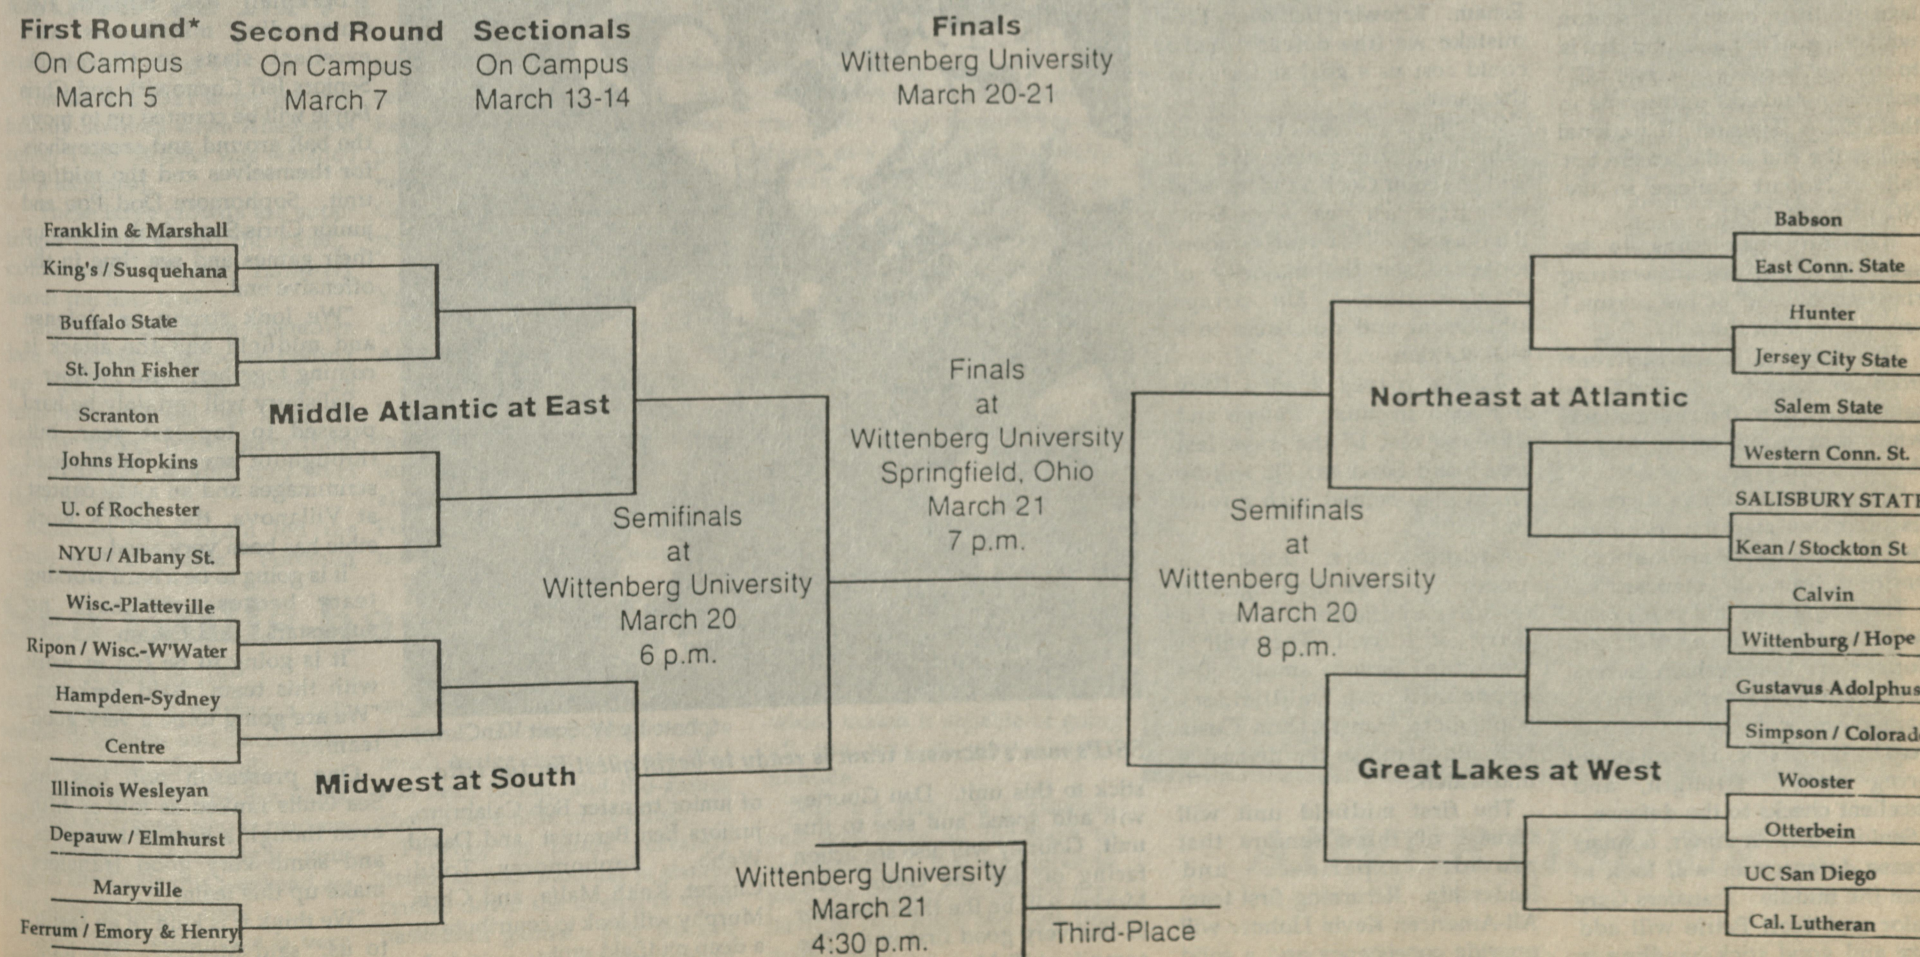 First Round*
On Campus
March 5
Second Round
On Campus
March 7
Sectionals
On Campus
March 13-14
Finals
Wittenberg University
March 20-21
Franklin & Marshall
King's / Susquehana
Buffalo State
St. John Fisher
Scranton
Johns Hopkins
U. of Rochester
NYU / Albany St.
Middle Atlantic at East
Wisc.-Platteville
Ripon / Wisc.-W'Water
Hampden-Sydney
Centre
Illinois Wesleyan
Depauw / Elmhurst
Maryville
Ferrum / Emory & Henry
Midwest at South
Semifinals
at
Wittenberg University
March 20
6 p.m.
Finals
at
Wittenberg University
Springfield, Ohio
March 21
7 p.m.
Wittenberg University
March 21
4:30 p.m.
Third-Place
Semifinals
at
Wittenberg University
March 20
8 p.m.
Northeast at Atlantic
Babson
East Conn. State
Hunter
Jersey City State
Salem State
Western Conn. St.
SALISBURY STATE
Kean / Stockton St
Great Lakes at West
Calvin
Wittenburg / Hope
Gustavus Adolphus
Simpson / Colorad
Wooster
Otterbein
UC San Diego
Cal. Lutheran